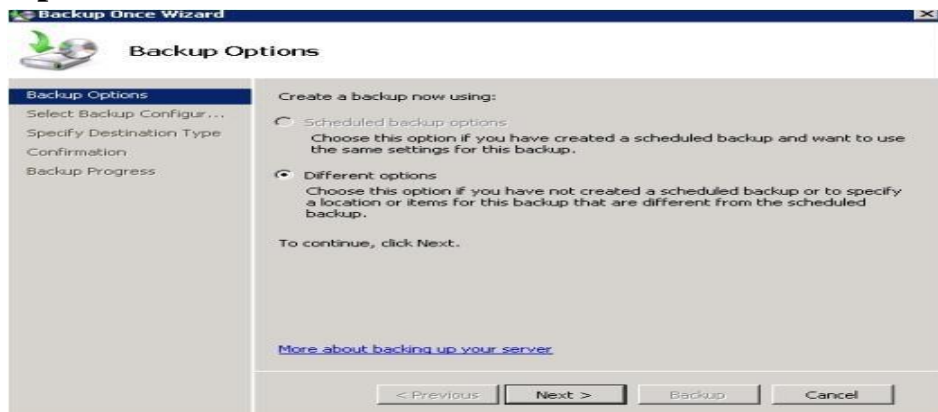 Backup Once Wizard
Backup Options
Backup Options
Select Backup Configur...
Specify Destination Type
Confirmation
Backup Progress
Create a backup now using:
Scheduled backup options
Choose this option if you have created a scheduled backup and want to use
the same settings for this backup.
Different options
Choose this option if you have not created a scheduled backup or to specify
a location or items for this backup that are different from the scheduled
backup.
To continue, click Next.
More about backing up your server
< Previous
Next >
Backup
Cancel